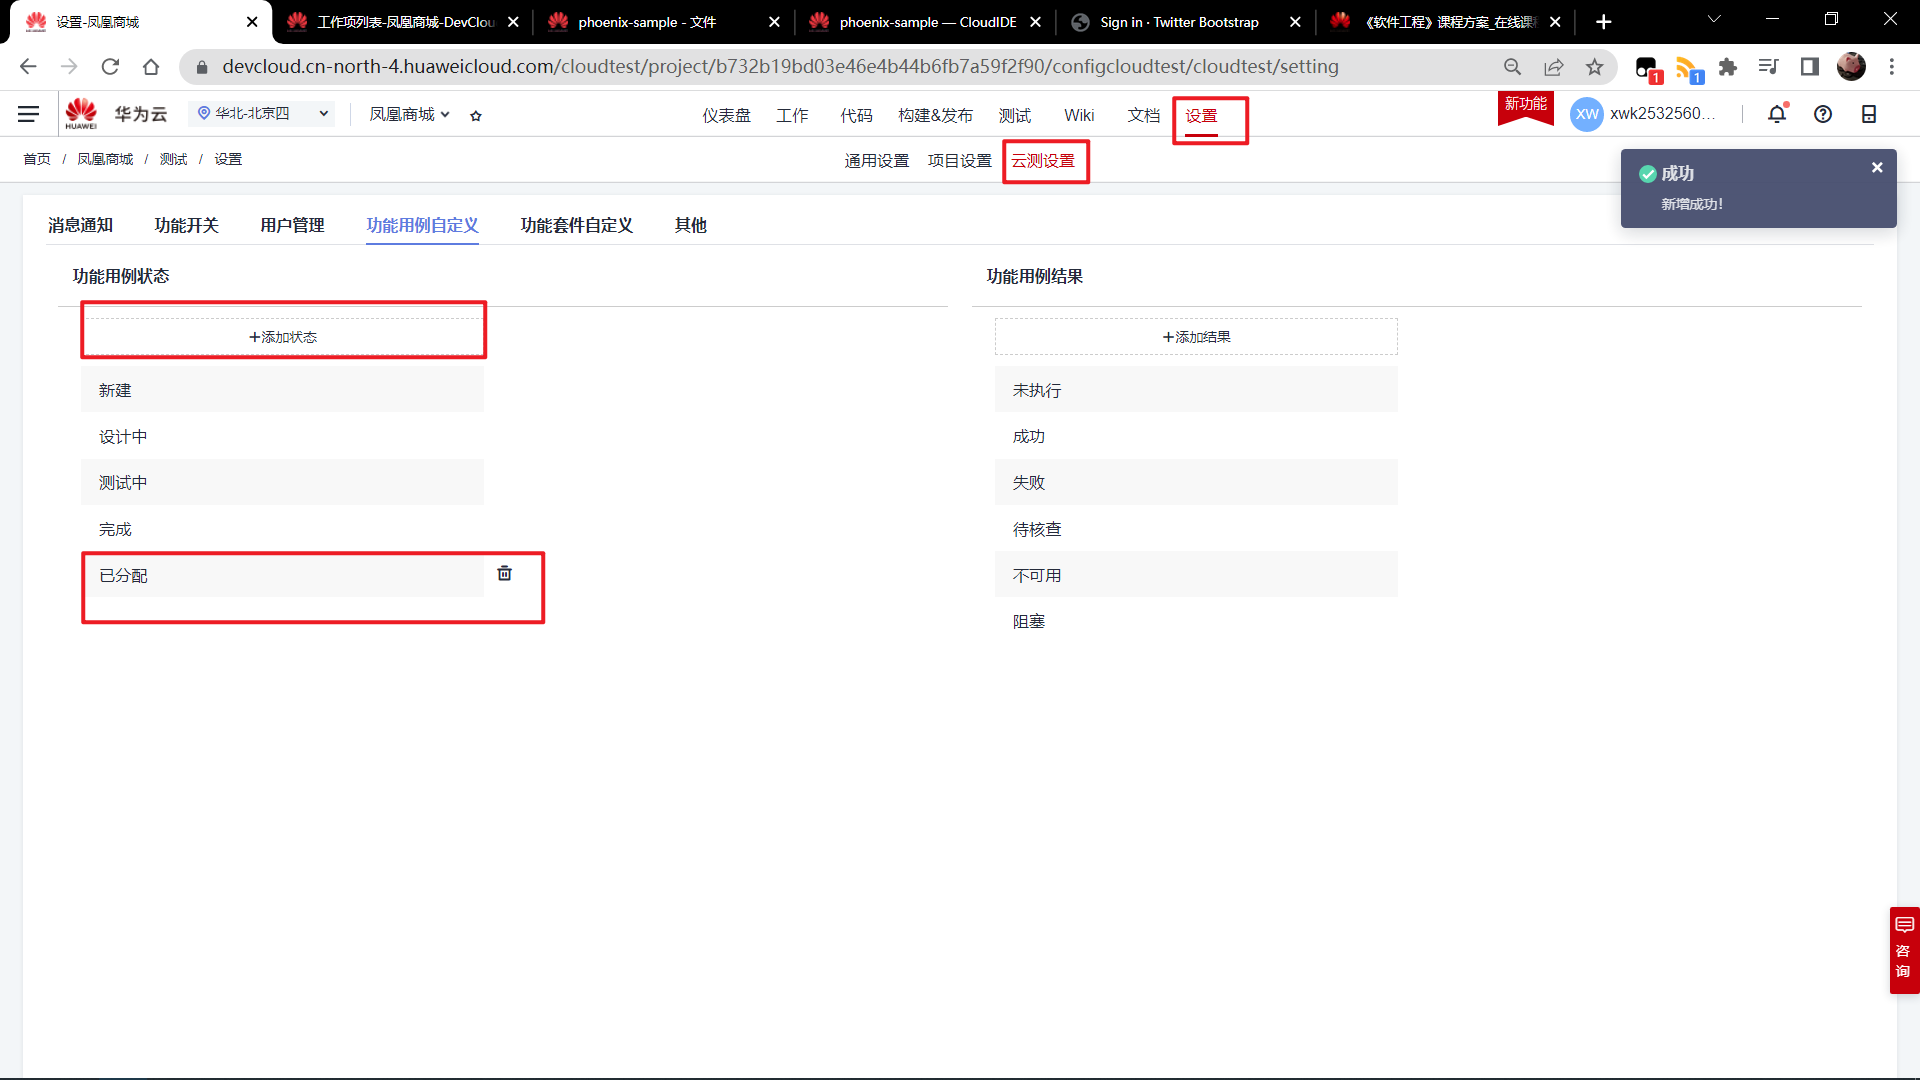 设置-凤凰商城
工作项列表-凤凰商城-DevClou
phoenix-sample - 文件
phoenix-sample — CloudIDE
Sign in · Twitter Bootstrap
《软件工程》课程方案_在线课
devcloud.cn-north-4.huaweicloud.com/cloudtest/project/b732b19bd03e46e4b44b6fb7a59f2f90/configcloudtest/cloudtest/setting
1
1
HUAWEI
华为云
华北-北京四
凤凰商城
仪表盘
工作
代码
构建&发布
测试
Wiki
文档
设置
新功能
XW
xwk2532560...
首页 / 凤凰商城 / 测试 / 设置
通用设置
项目设置
云测设置
成功
新增成功!
消息通知
功能开关
用户管理
功能用例自定义
功能套件自定义
其他
功能用例状态
+添加状态
新建
设计中
测试中
完成
已分配
功能用例结果
+添加结果
未执行
成功
失败
待核查
不可用
阻塞
咨
询